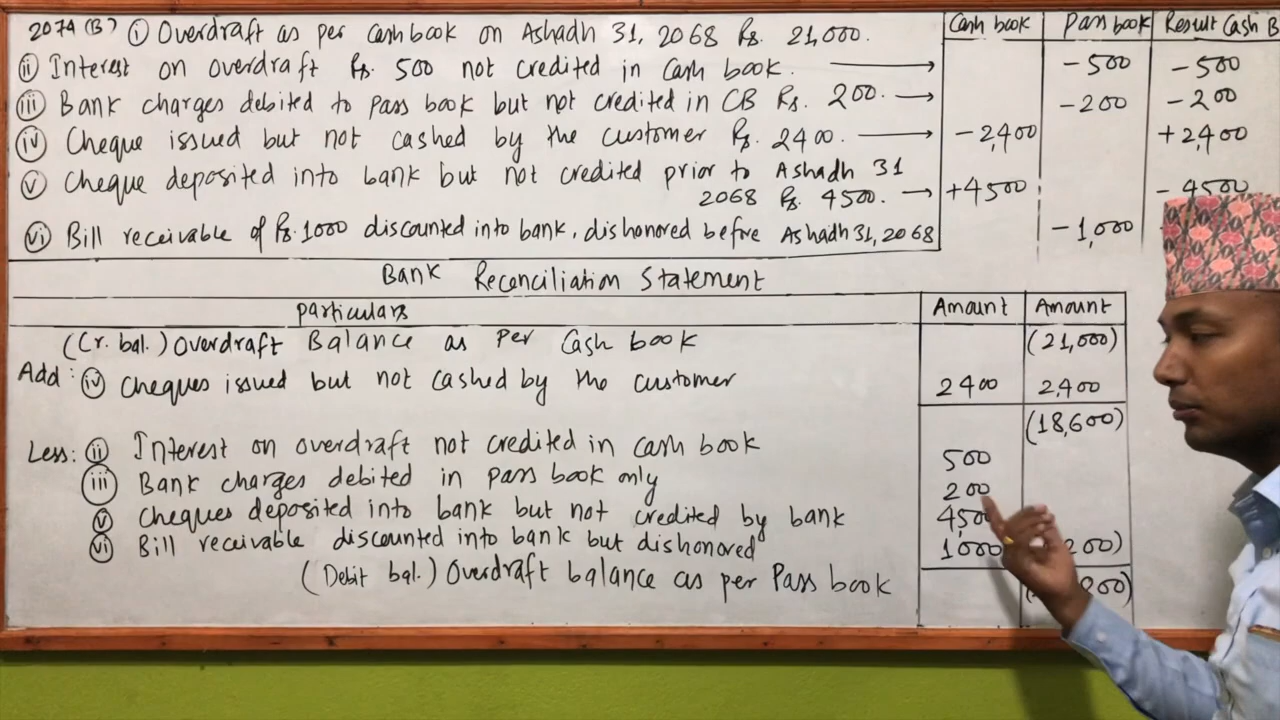 2074 (B) (i) Overdraft as per cashbook on Ashadh 31, 2068 Rs. 21,000.
Cash book Pass book Result Cash B
(ii) Interest on overdraft Rs. 500 not credited in cash book. → -500 -500
(iii) Bank charges debited to pass book but not credited in CB Rs. 200. → -200 -200
(iv) Cheque issued but not cashed by the customer Rs. 2400. → -2,400 +2,400
(v) Cheque deposited into bank but not credited prior to Ashadh 31
2068 Rs. 4500. → +4500 -4500
(vi) Bill receivable of Rs. 1000 discounted into bank, dishonored before Ashadh 31, 2068 -1,000
Bank Reconciliation Statement
particulars Amount Amount
(Cr. bal.) Overdraft Balance as per Cash book (21,000)
Add: (iv) Cheques issued but not cashed by the customer 2400 2,400
(18,600)
Less: (ii) Interest on overdraft not credited in cash book 500
(iii) Bank charges debited in pass book only 200
(v) Cheques deposited into bank but not credited by bank 4500
(vi) Bill receivable discounted into bank but dishonored 1000 200)
(Debit bal.) Overdraft balance as per Pass book 800)